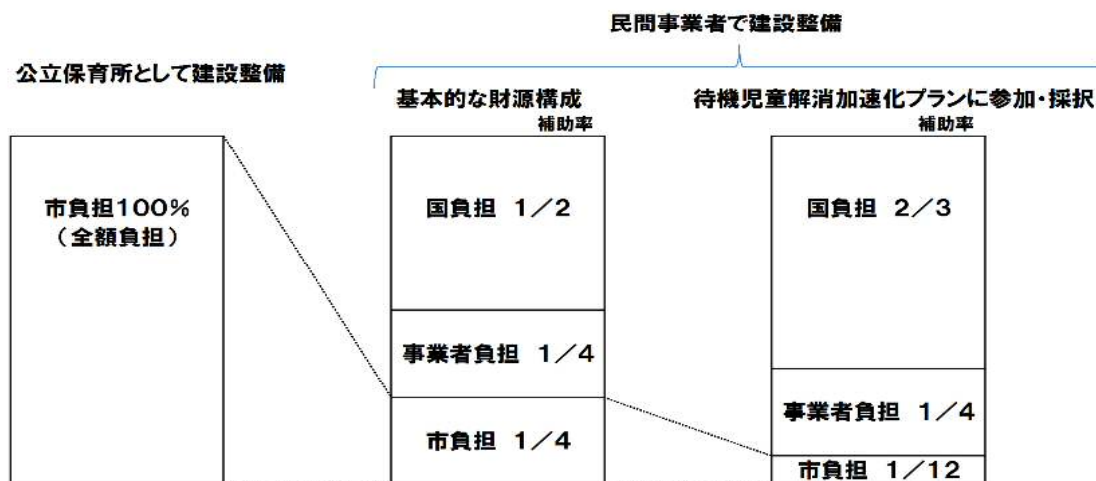 民間事業者で建設整備
公立保育所として建設整備
基本的な財源構成
補助率
待機児童解消加速化プランに参加・採択
補助率
市負担100%
(全額負担)
国負担 1/2
事業者負担 1/4
市負担 1/4
国負担 2/3
事業者負担 1/4
市負担 1/12